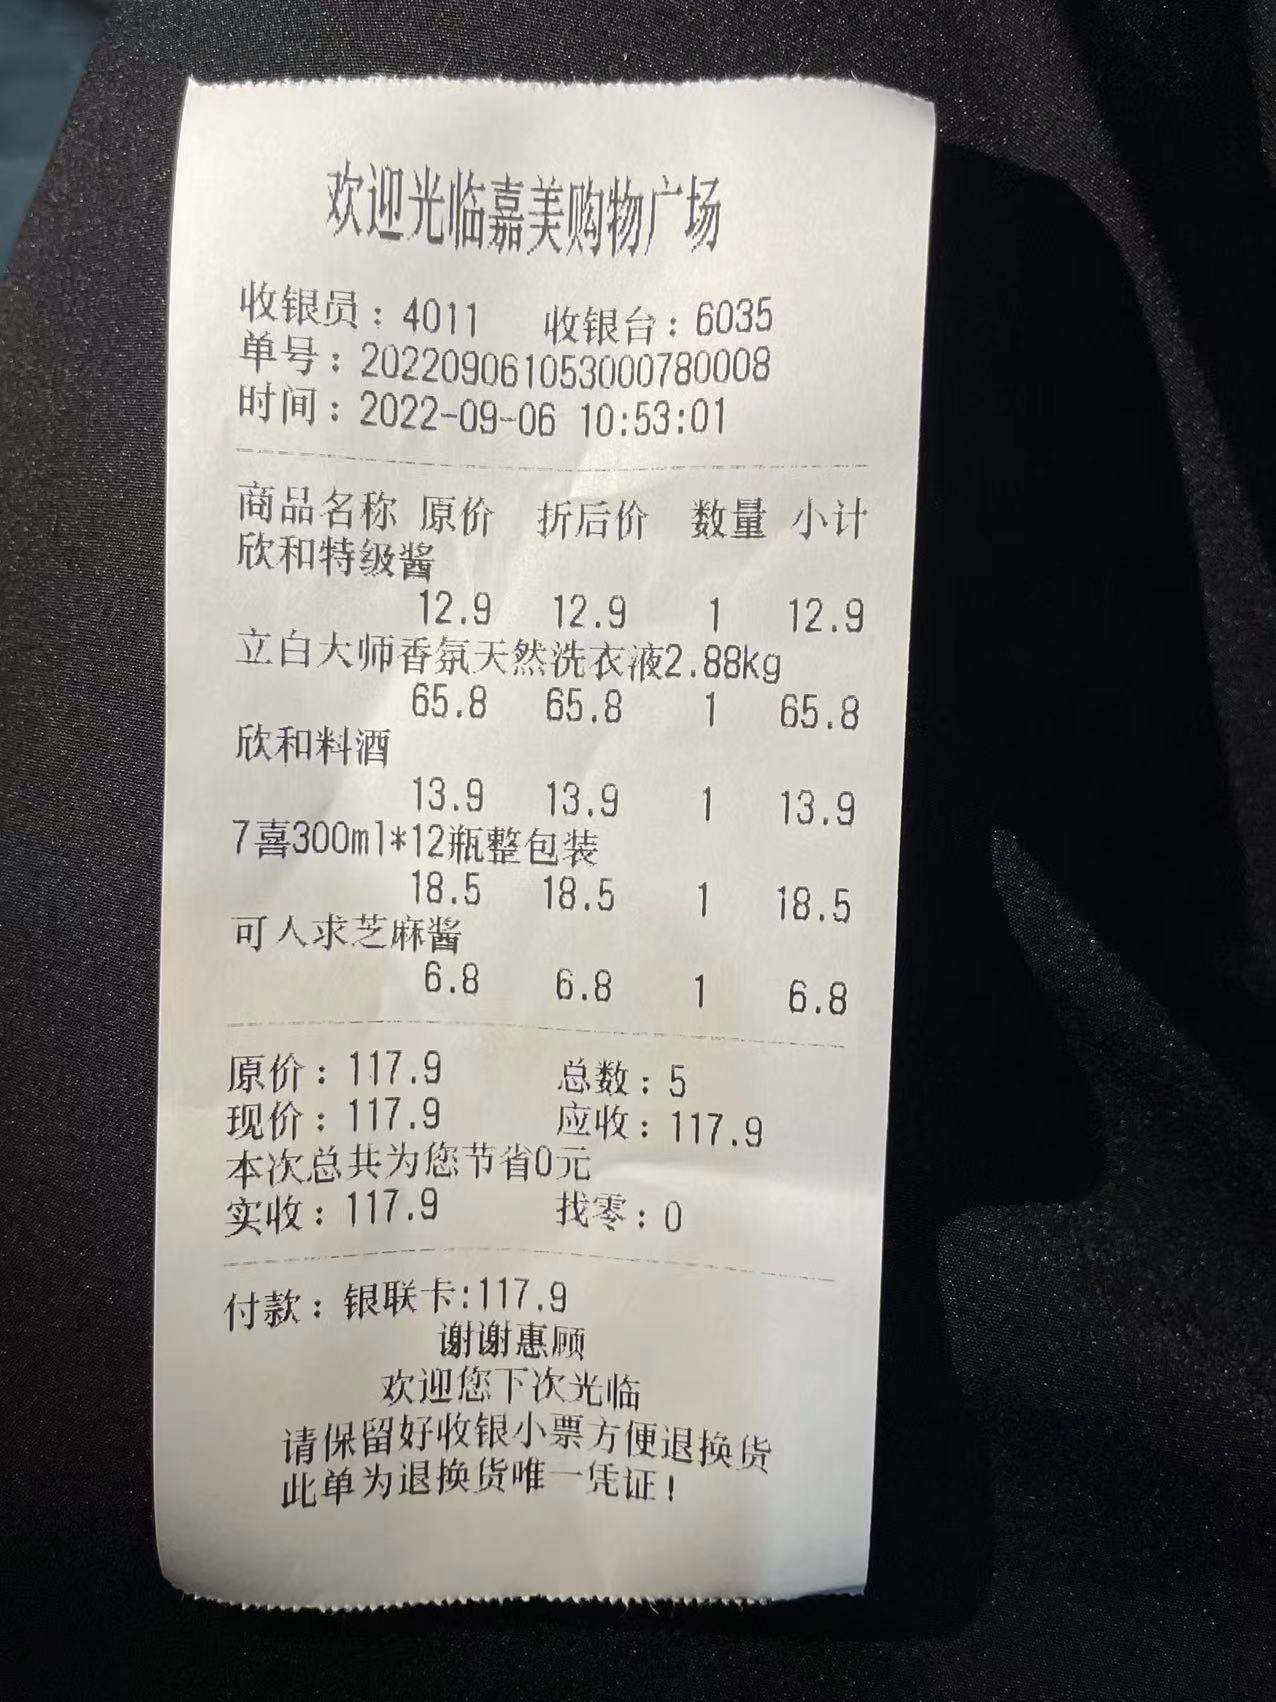 欢迎光临嘉美购物广场
收银员：4011 收银台：6035
单号：2022090610530007800​08
时间：2022-09-06 10:53:01
商品名称 原价 折后价 数量 小计
欣和特级酱
12.9 12.9 1 12.9
立白大师香氛天然洗衣液2.88kg
65.8 65.8 1 65.8
欣和料酒
13.9 13.9 1 13.9
7喜300ml*12瓶整包装
18.5 18.5 1 18.5
可人求芝麻酱
6.8 6.8 1 6.8
原价：117.9 总数：5
现价：117.9 应收：117.9
本次总共为您节省0元
实收：117.9 找零：0
付款：银联卡:117.9
谢谢惠顾
欢迎您下次光临
请保留好收银小票方便退换货
此单为退换货唯一凭证!